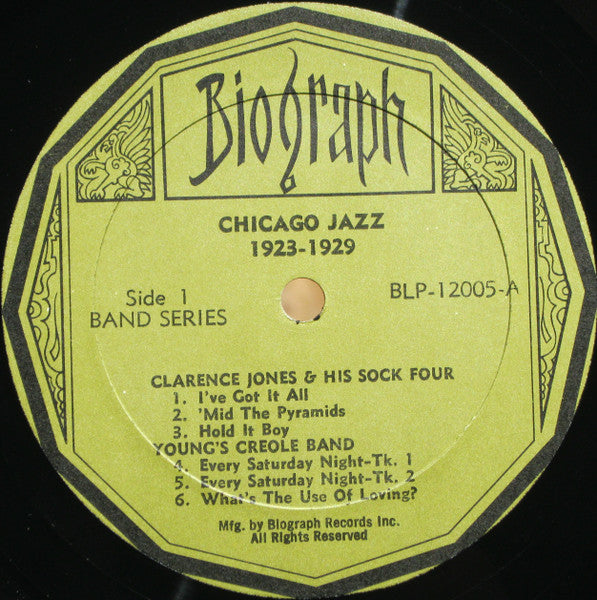 Biograph
CHICAGO JAZZ
1923-1929
Side 1
BAND SERIES
BLP-12005-A
CLARENCE JONES & HIS SOCK FOUR
1. I've Got It All
2. 'Mid The Pyramids
3. Hold It Boy
YOUNG'S CREOLE BAND
4. Every Saturday Night-Tk. 1
5. Every Saturday Night-Tk. 2
6. What's The Use Of Loving?
Mfg. by Biograph Records Inc.
All Rights Reserved